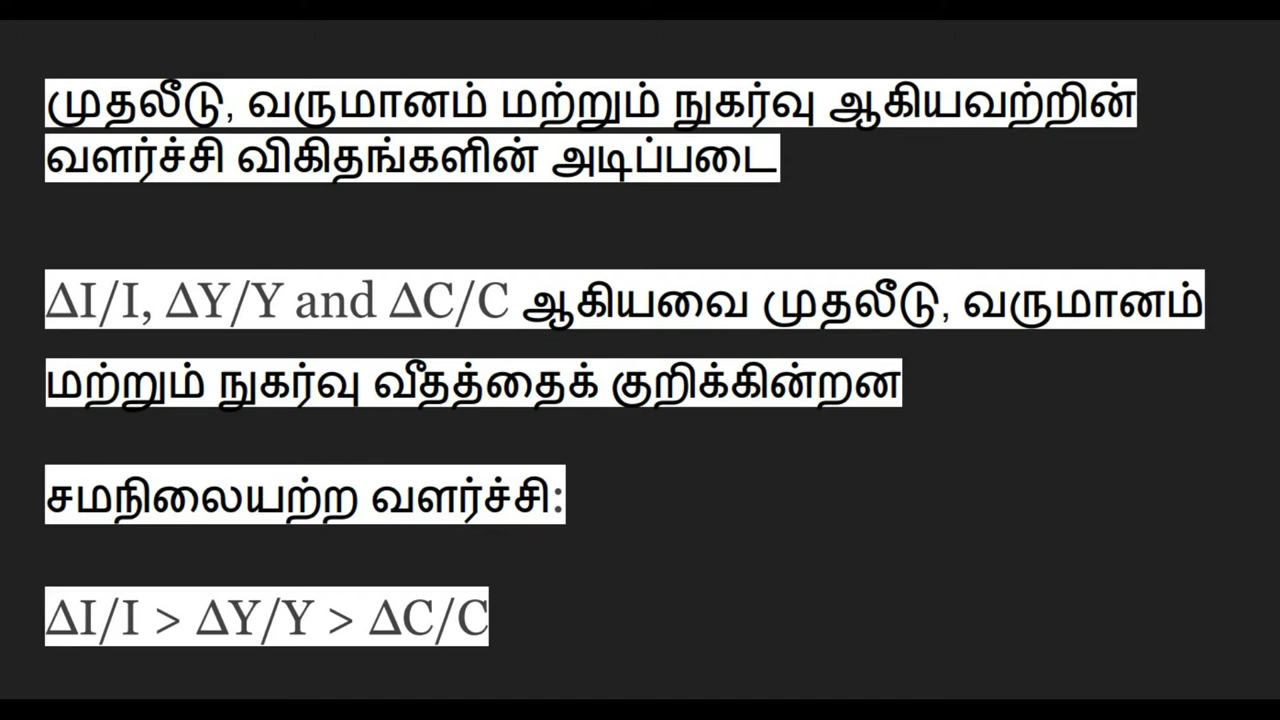 முதலீடு, வருமானம் மற்றும் நுகர்வு ஆகியவற்றின்
வளர்ச்சி விகிதங்களின் அடிப்படை
ΔI/I, ΔY/Y and ΔC/C ஆகியவை முதலீடு, வருமானம்
மற்றும் நுகர்வு வீதத்தைக் குறிக்கின்றன
சமநிலையற்ற வளர்ச்சி:
ΔI/I > ΔY/Y > ΔC/C